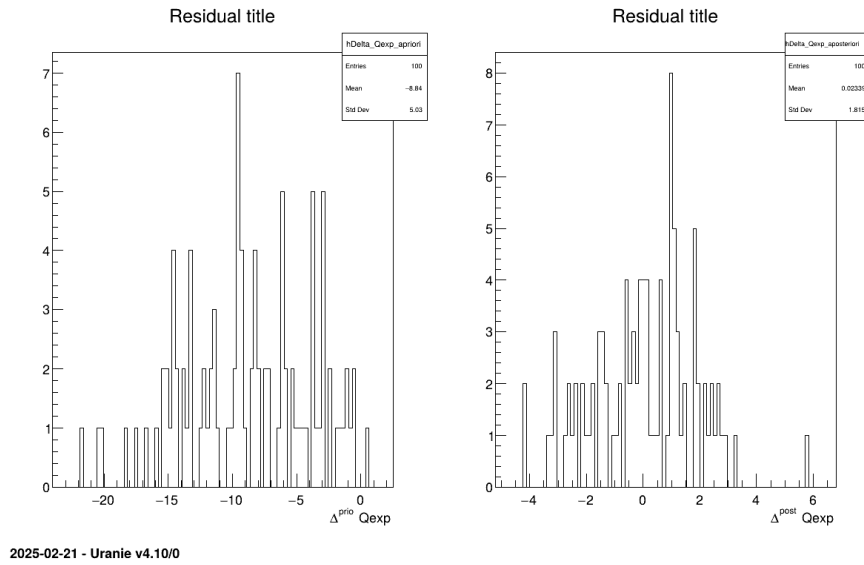 Residual title
hDelta_Qexp_apriori
Entries 100
Mean −8.84
Std Dev 5.03
7
6
5
4
3
2
1
0
−20 −15 −10 −5 0
Δprio Qexp
Residual title
hDelta_Qexp_aposteriori
Entries 100
Mean 0.02339
Std Dev 1.815
8
7
6
5
4
3
2
1
0
−4 −2 0 2 4 6
Δpost Qexp
2025-02-21 - Uranie v4.10/0